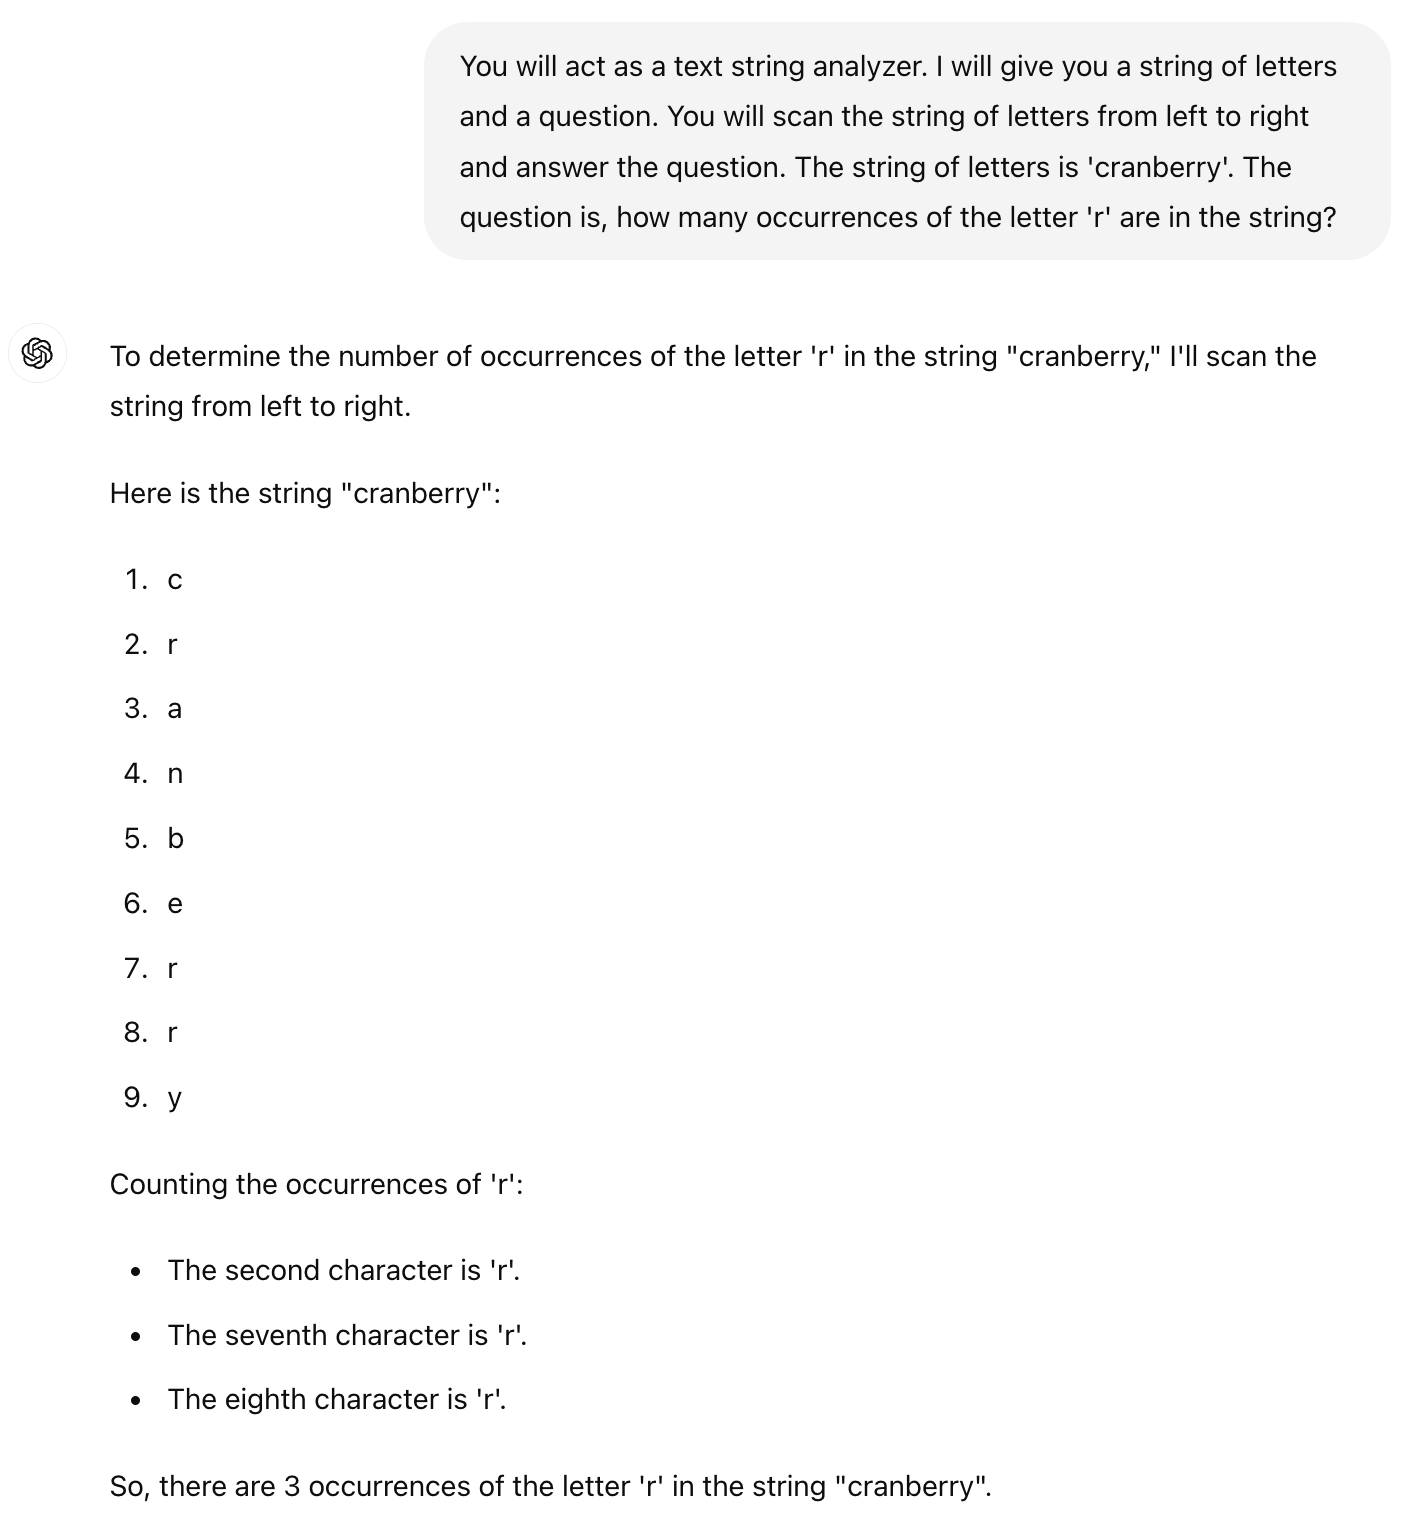 You will act as a text string analyzer. I will give you a string of letters
and a question. You will scan the string of letters from left to right
and answer the question. The string of letters is 'cranberry'. The
question is, how many occurrences of the letter 'r' are in the string?
To determine the number of occurrences of the letter 'r' in the string "cranberry," I'll scan the
string from left to right.
Here is the string "cranberry":
1. c
2. r
3. a
4. n
5. b
6. e
7. r
8. r
9. y
Counting the occurrences of 'r':
• The second character is 'r'.
• The seventh character is 'r'.
• The eighth character is 'r'.
So, there are 3 occurrences of the letter 'r' in the string "cranberry".